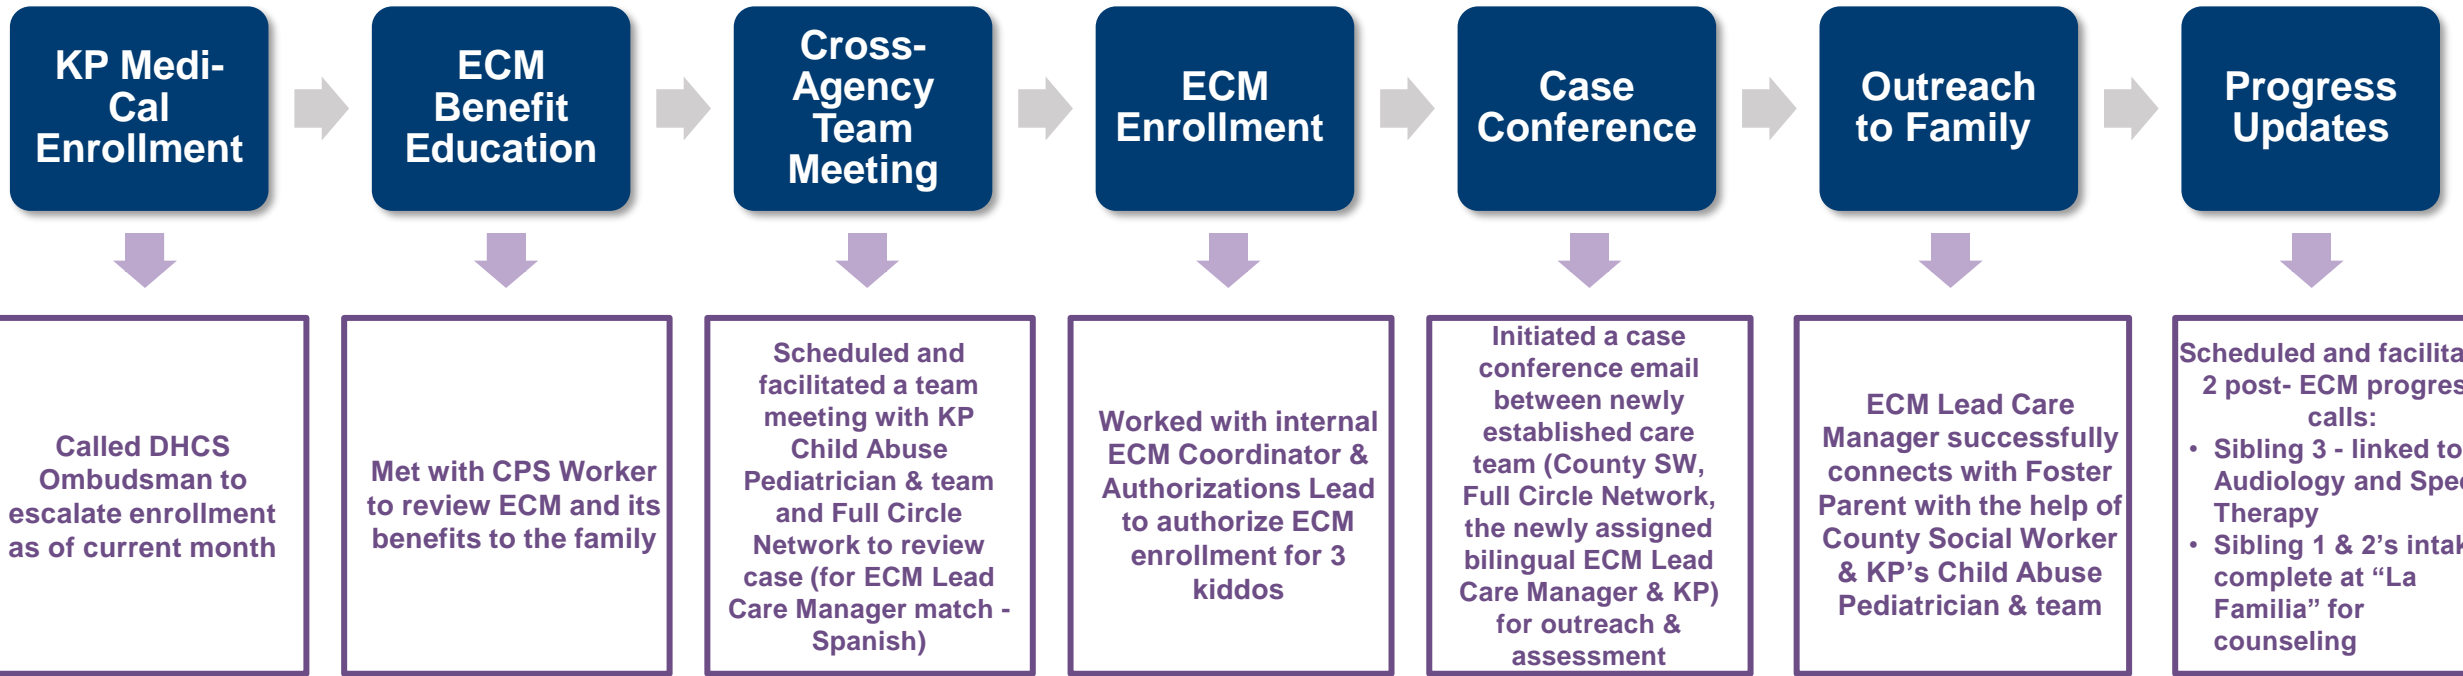 KP Medi-
Cal
Enrollment
ECM
Benefit
Education
Cross-
Agency
Team
Meeting
ECM
Enrollment
Case
Conference
Outreach
to Family
Progress
Updates
Called DHCS
Ombudsman to
escalate enrollment
as of current month
Met with CPS Worker
to review ECM and its
benefits to the family
Scheduled and
facilitated a team
meeting with KP
Child Abuse
Pediatrician & team
and Full Circle
Network to review
case (for ECM Lead
Care Manager match -
Spanish)
Worked with internal
ECM Coordinator &
Authorizations Lead
to authorize ECM
enrollment for 3
kiddos
Initiated a case
conference email
between newly
established care
team (County SW,
Full Circle Network,
the newly assigned
bilingual ECM Lead
Care Manager & KP)
for outreach &
assessment
ECM Lead Care
Manager successfully
connects with Foster
Parent with the help of
County Social Worker
& KP's Child Abuse
Pediatrician & team
Scheduled and
2 post- ECM
calls:
• Sibling 3 - linked to
Audiology and
Therapy
• Sibling 1 & 2's
complete at "La
Familia" for
counseling